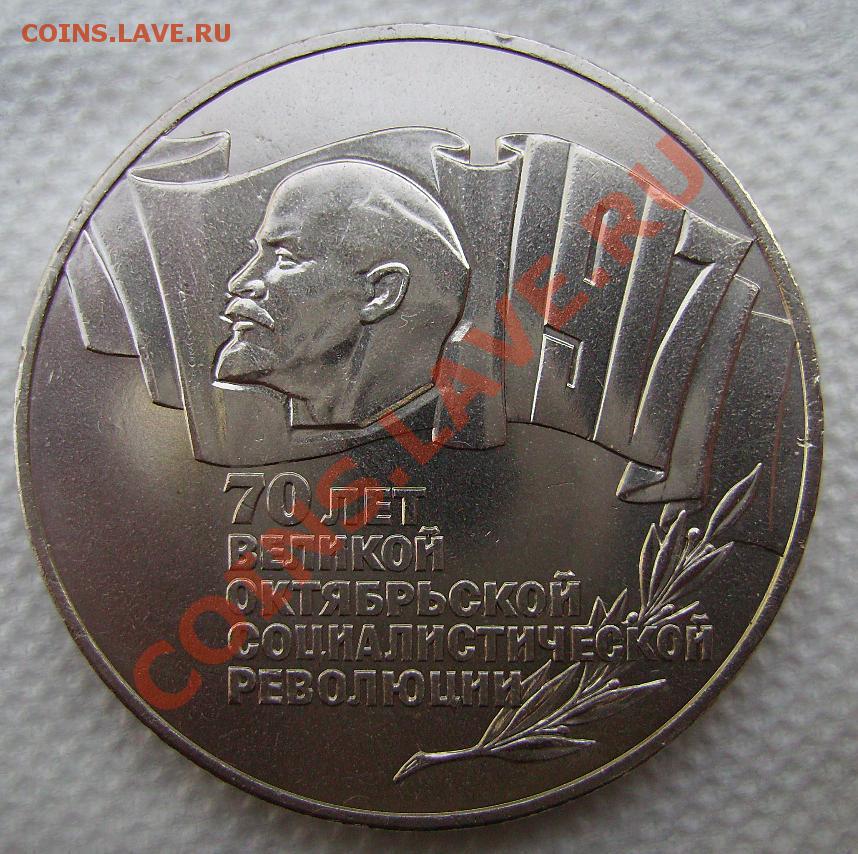 COINS.LAVE.RU
1917
70 ЛЕТ
ВЕЛИКОЙ
ОКТЯБРЬСКОЙ
СОЦИАЛИСТИЧЕСКОЙ
РЕВОЛЮЦИИ
COINS.LAVE.RU